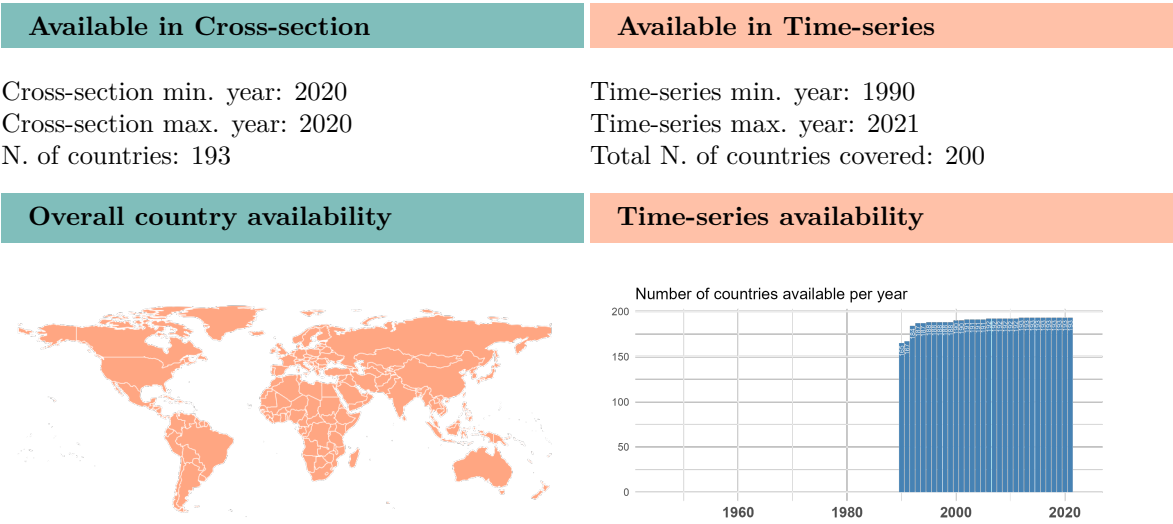 Available in Cross-section
Available in Time-series
Cross-section min. year: 2020
Cross-section max. year: 2020
N. of countries: 193
Time-series min. year: 1990
Time-series max. year: 2021
Total N. of countries covered: 200
Overall country availability
Time-series availability
Number of countries available per year
200
150
100
50
0
1960
1980
2000
2020